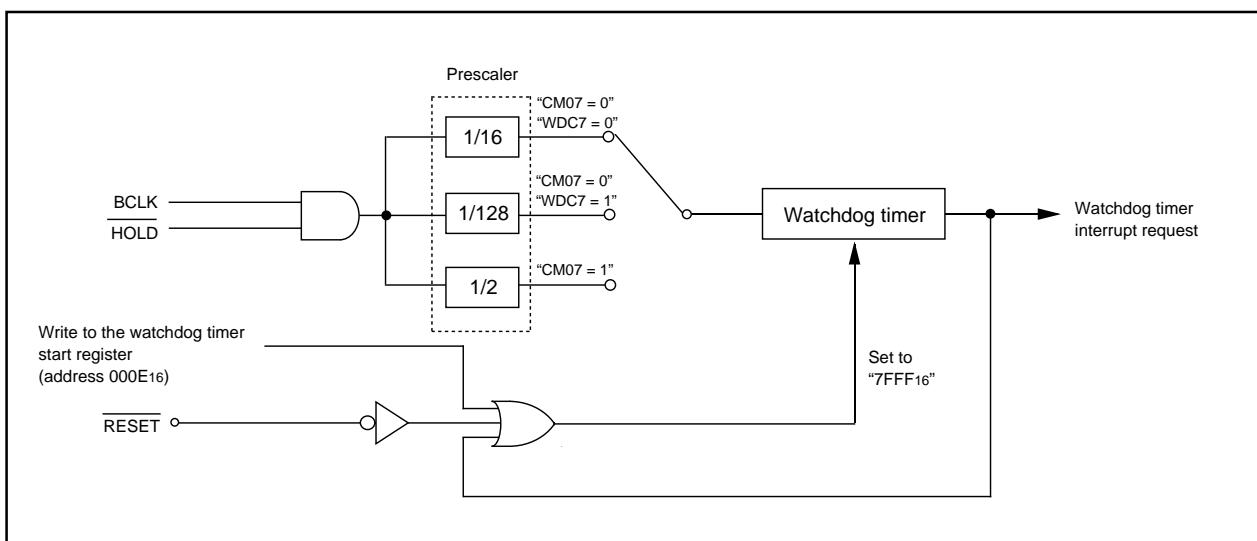 Prescaler
“CM07 = 0”
“WDC7 = 0”
1/16
“CM07 = 0”
“WDC7 = 1”
BCLK
HOLD
1/128
Watchdog timer
Watchdog timer
interrupt request
“CM07 = 1”
1/2
Write to the watchdog timer
start register
(address 000E16)
Set to
“7FFF16”
RESET